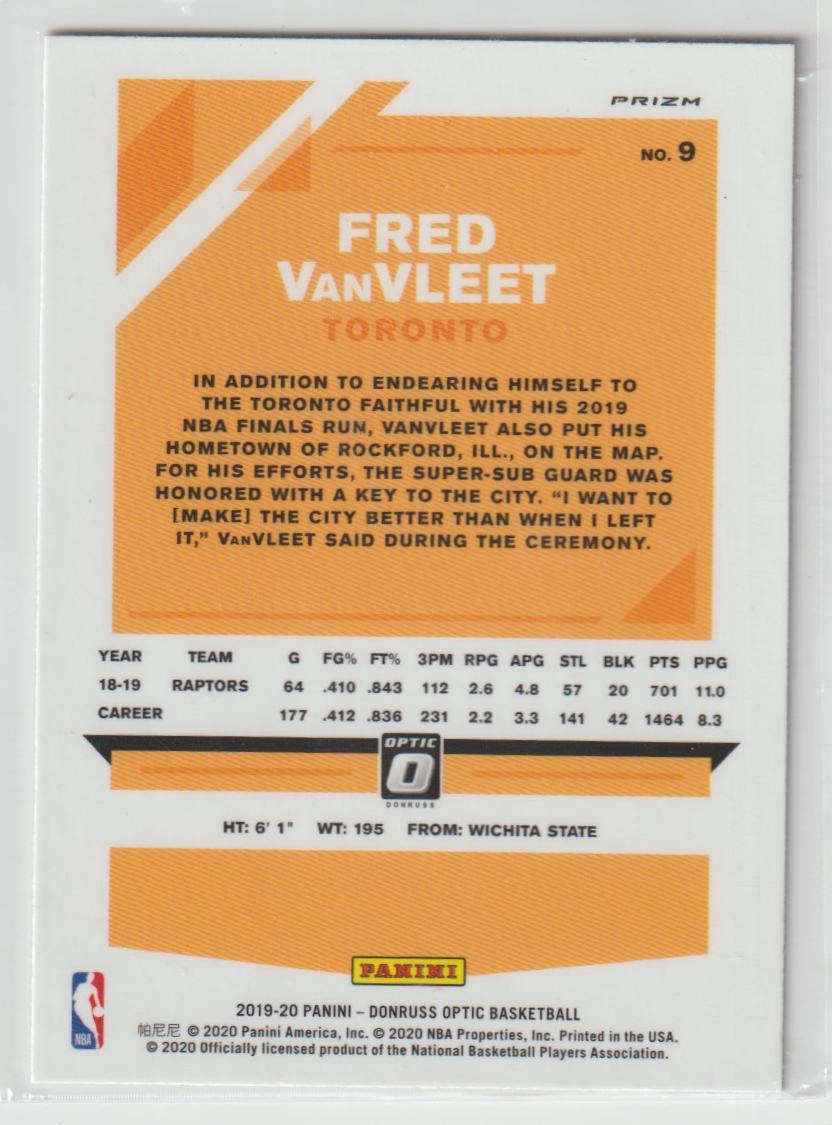 PRIZM
NO. 9
FRED
VANVLEET
TORONTO
IN ADDITION TO ENDEARING HIMSELF TO
THE TORONTO FAITHFUL WITH HIS 2019
NBA FINALS RUN, VANVLEET ALSO PUT HIS
HOMETOWN OF ROCKFORD, ILL., ON THE MAP.
FOR HIS EFFORTS, THE SUPER-SUB GUARD WAS
HONORED WITH A KEY TO THE CITY. “I WANT TO
[MAKE] THE CITY BETTER THAN WHEN I LEFT
IT,” VANVLEET SAID DURING THE CEREMONY.
YEAR TEAM G FG% FT% 3PM RPG APG STL BLK PTS PPG
18-19 RAPTORS 64 .410 .843 112 2.6 4.8 57 20 701 11.0
CAREER 177 .412 .836 231 2.2 3.3 141 42 1464 8.3
OPTIC
O
DONRUSS
HT: 6' 1" WT: 195 FROM: WICHITA STATE
PANINI
NBA
2019-20 PANINI – DONRUSS OPTIC BASKETBALL
帕尼尼 © 2020 Panini America, Inc. © 2020 NBA Properties, Inc. Printed in the USA.
© 2020 Officially licensed product of the National Basketball Players Association.